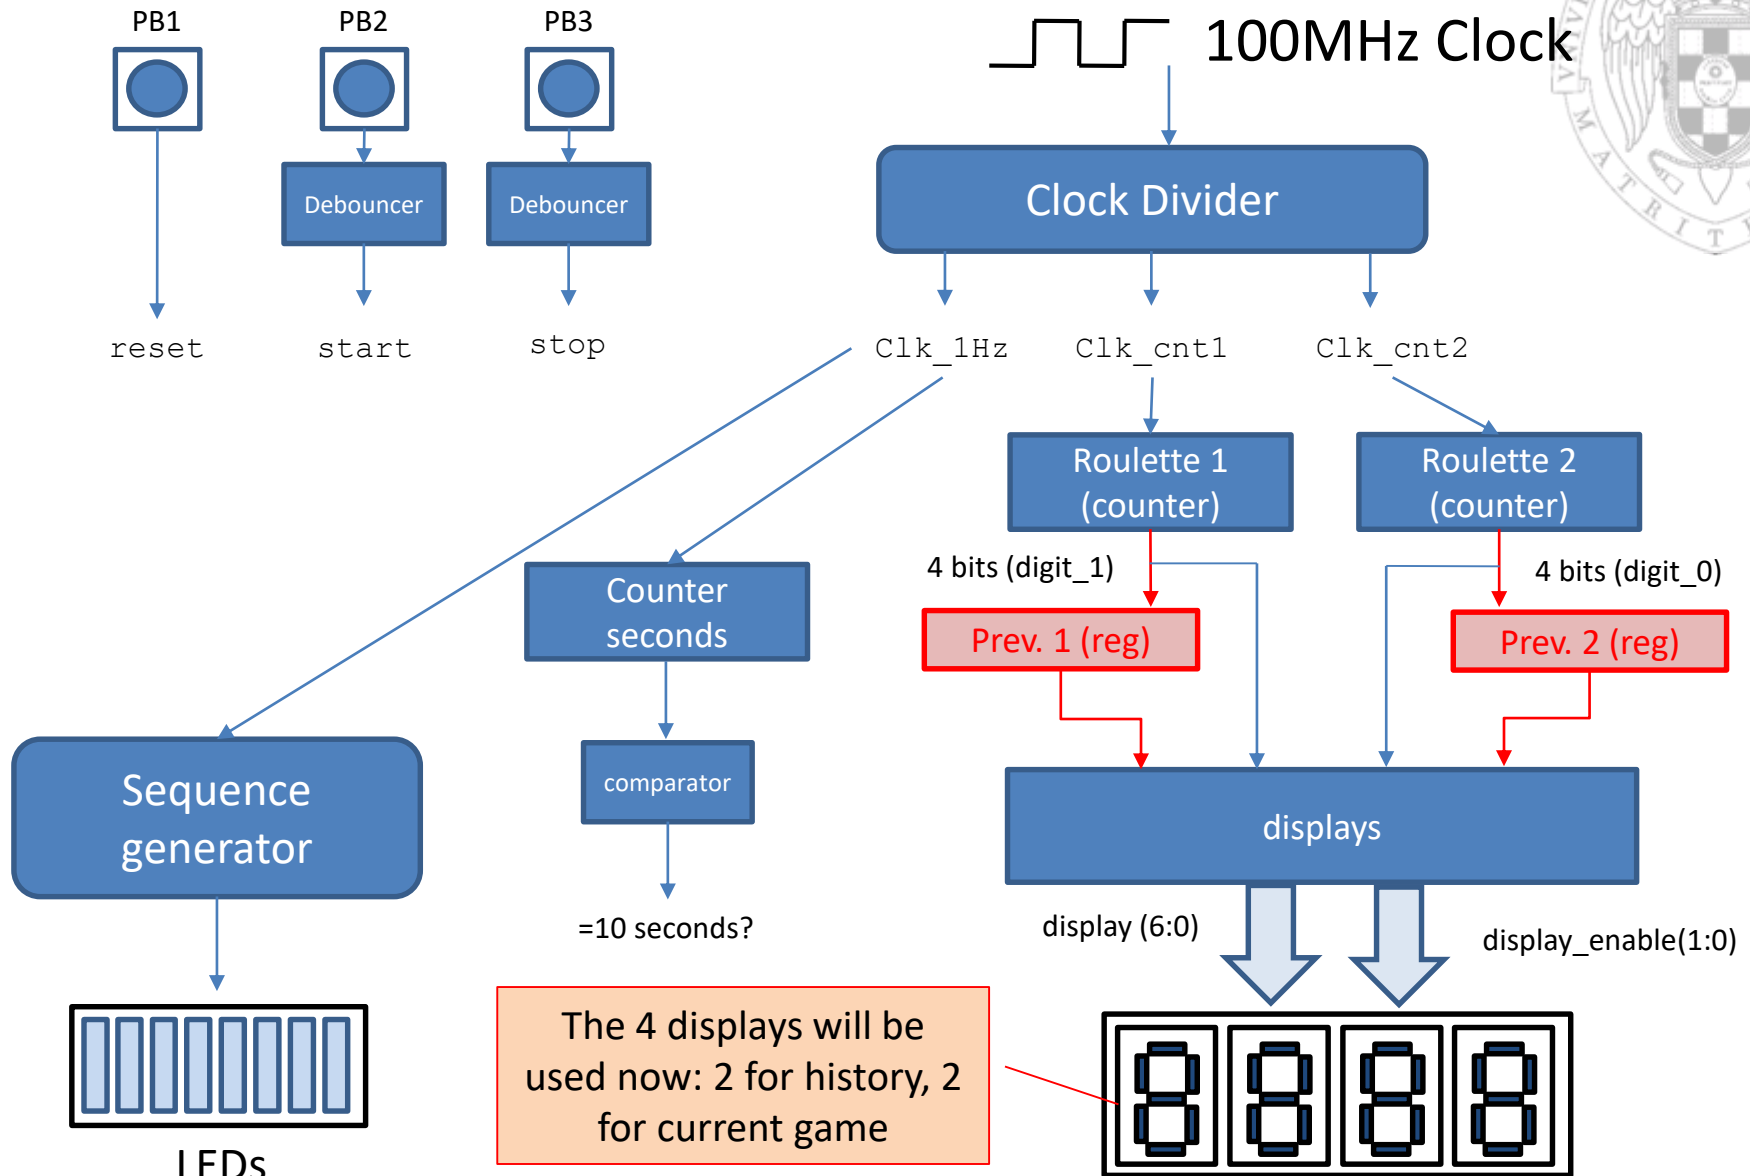 PB1
PB2
PB3
100MHz Clock
Debouncer
Debouncer
Clock Divider
reset
start
stop
Clk_1Hz
Clk_cnt1
Clk_cnt2
Roulette 1
(counter)
Roulette 2
(counter)
4 bits (digit_1)
4 bits (digit_0)
Counter
seconds
Prev. 1 (reg)
Prev. 2 (reg)
Sequence
generator
comparator
displays
=10 seconds?
display (6:0)
display_enable(1:0)
The 4 displays will be
used now: 2 for history, 2
for current game
LEDs